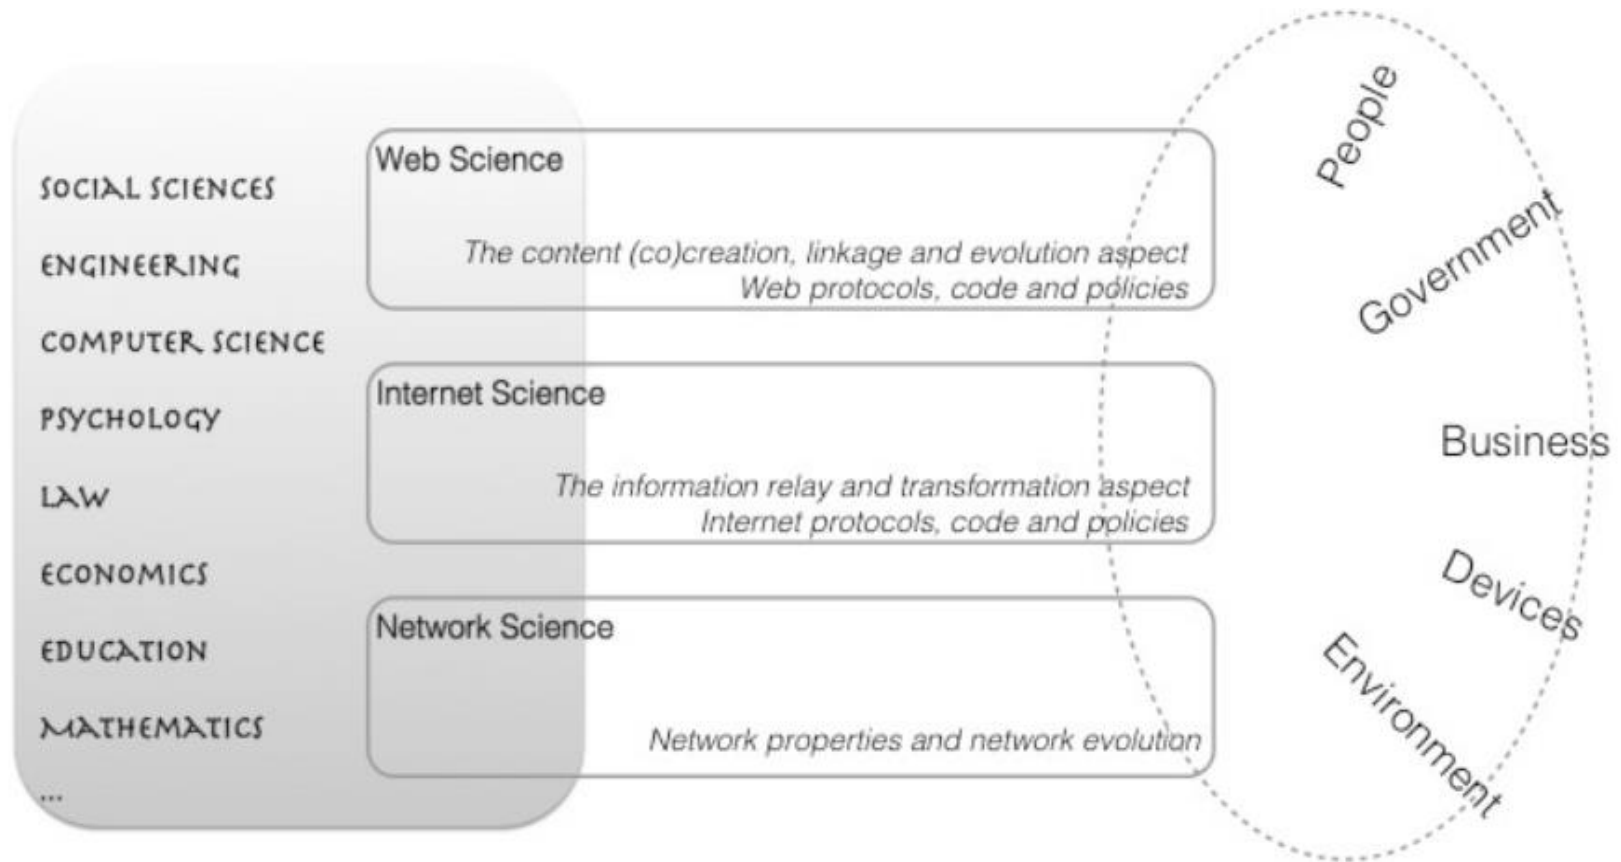 SOCIAL SCIENCES
ENGINEERING
COMPUTER SCIENCE
PSYCHOLOGY
LAW
ECONOMICS
EDUCATION
MATHEMATICS
...
Web Science
The content (co)creation, linkage and evolution aspect
Web protocols, code and policies
Internet Science
The information relay and transformation aspect
Internet protocols, code and policies
Network Science
Network properties and network evolution
People
Government
Business
Devices
Environment